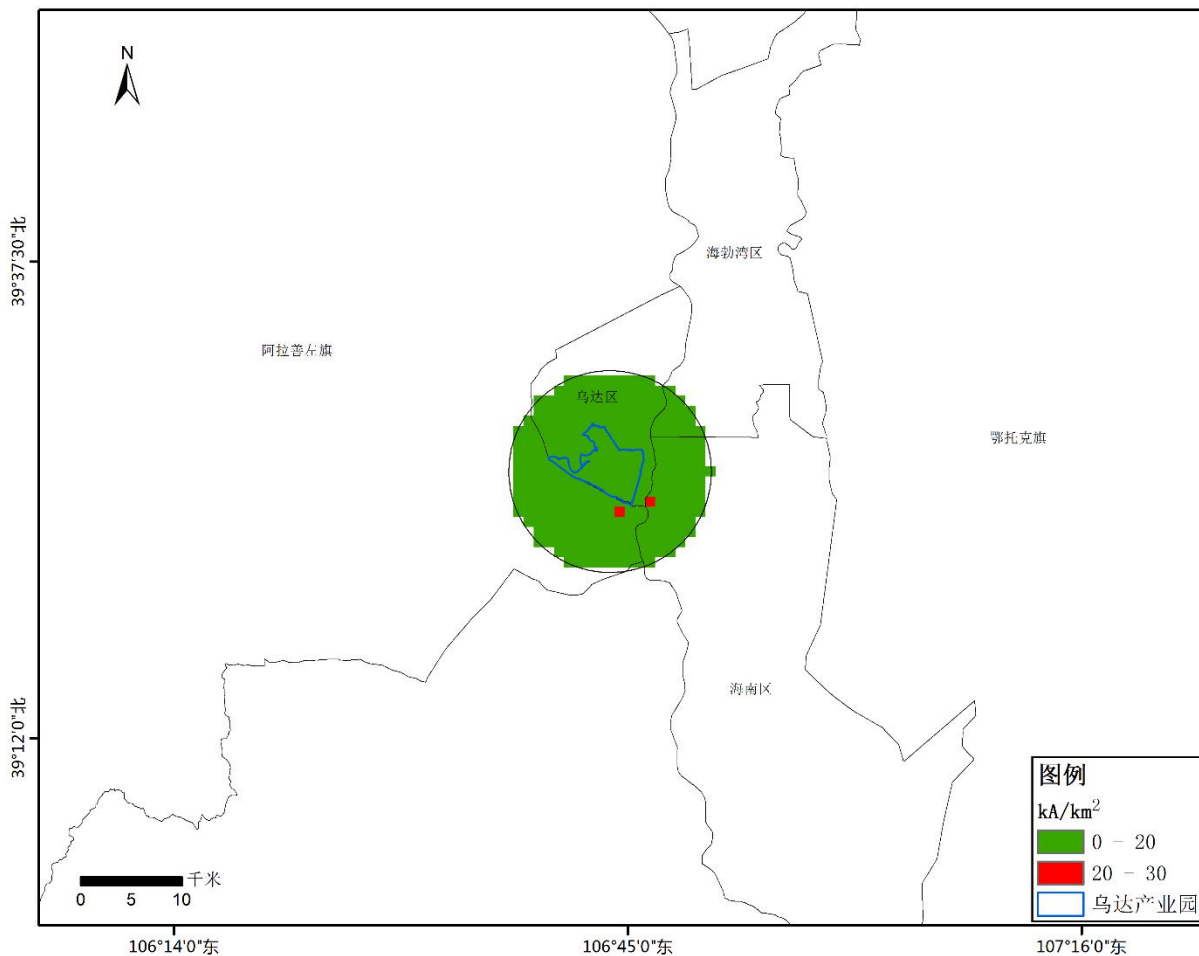 N
海勃湾区
阿拉善左旗
乌达区
鄂托克旗
海南区
39°37'30"北
39°12'0"北
图例
kA/km²
0 - 20
20 - 30
乌达产业园
千米
0 5 10
106°14'0"东
106°45'0"东
107°16'0"东